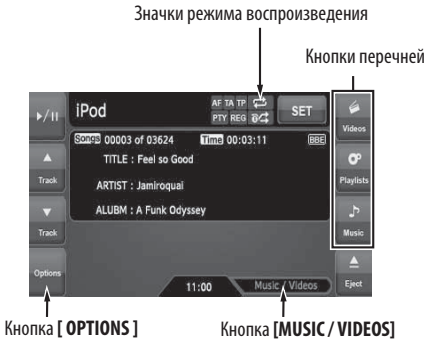 Значки режима воспроизведения
Кнопки перечней
iPod
AF TA TP
PTY REG
SET
Videos
Songs 00003 of 03624 Time 00:03:11 BBE
TITLE : Feel so Good
Track
Playlists
ARTIST : Jamiroquai
ALUBM : A Funk Odyssey
Track
Music
Options
11:00
Music / Videos
Eject
Кнопка [ OPTIONS ]
Кнопка [MUSIC / VIDEOS]